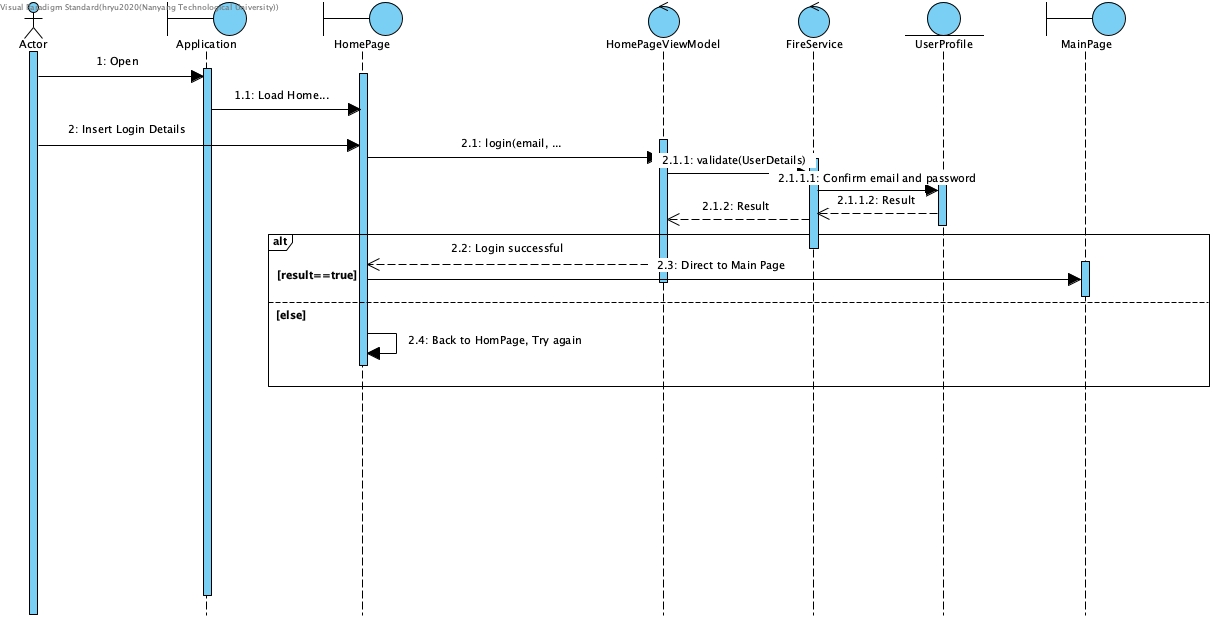 Visual Paradigm Standard(hryu2020(Nanyang Technological University))
Actor
Application
HomePage
HomePageViewModel
FireService
UserProfile
MainPage
1: Open
1.1: Load Home...
2: Insert Login Details
2.1: login(email, ...
2.1.1: validate(UserDetails)
2.1.1.1: Confirm email and password
2.1.1.2: Result
2.1.2: Result
alt
2.2: Login successful
2.3: Direct to Main Page
[result==true]
[else]
2.4: Back to HomPage, Try again